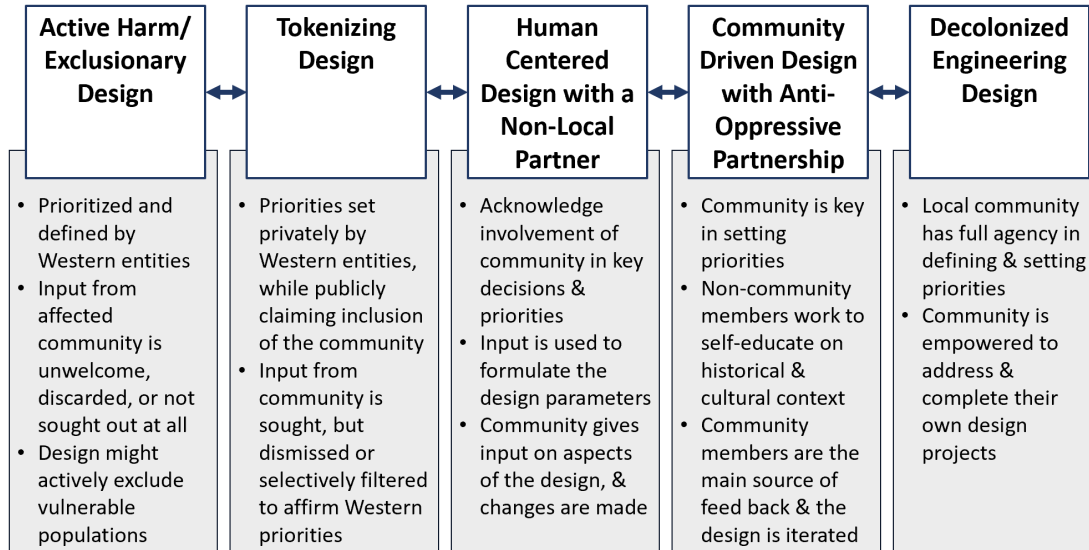 Active Harm/
Exclusionary
Design
• Prioritized and
defined by
Western entities
• Input from
affected
community is
unwelcome,
discarded, or not
sought out at all
• Design might
actively exclude
vulnerable
populations
Tokenizing
Design
• Priorities set
privately by
Western entities,
while publicly
claiming inclusion
of the community
• Input from
community is
sought, but
dismissed or
selectively filtered
to affirm Western
priorities
Human
Centered
Design with a
Non-Local
Partner
• Acknowledge
involvement of
community in key
decisions &
priorities
• Input is used to
formulate the
design parameters
• Community gives
input on aspects
of the design, &
changes are made
Community
Driven Design
with Anti-
Oppressive
Partnership
• Community is key
in setting
priorities
• Non-community
members work to
self-educate on
historical &
cultural context
• Community
members are the
main source of
feed back & the
design is iterated
Decolonized
Engineering
Design
• Local community
has full agency in
defining & setting
priorities
• Community is
empowered to
address &
complete their
own design
projects